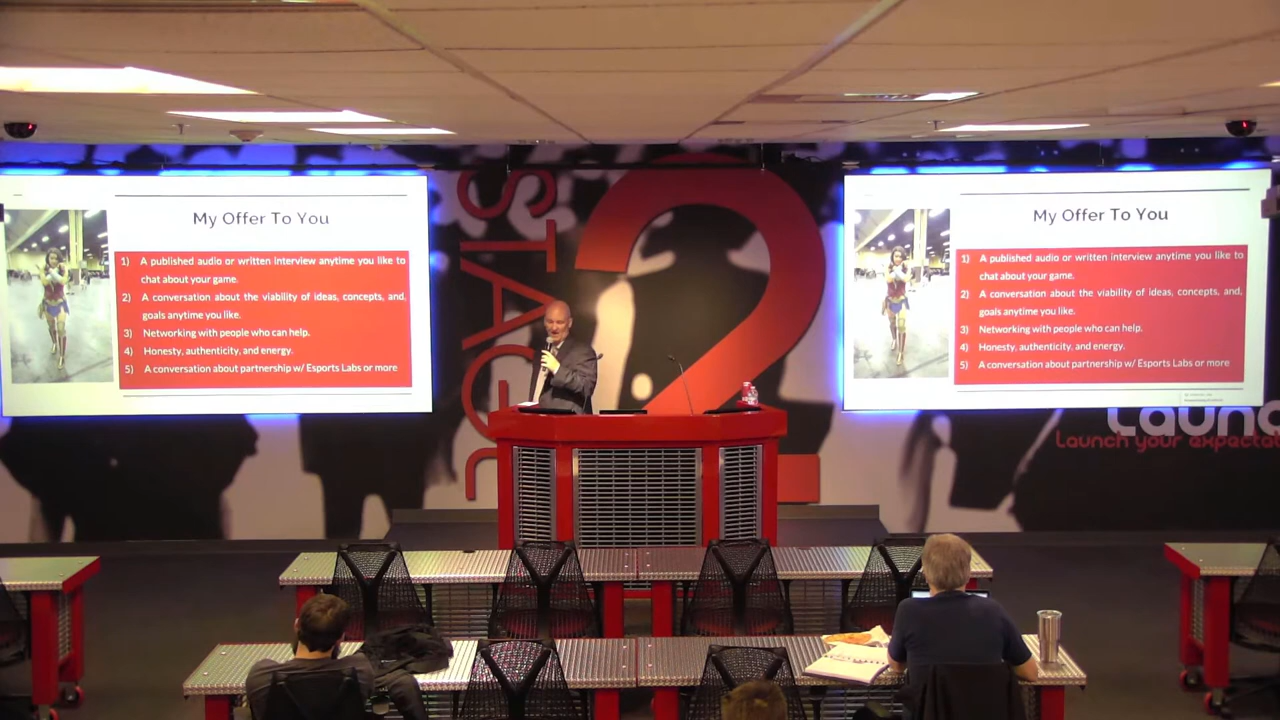 My Offer To You
1) A published audio or written interview anytime you like to
chat about your game.
2) A conversation about the viability of ideas, concepts, and,
goals anytime you like.
3) Networking with people who can help.
4) Honesty, authenticity, and energy.
5) A conversation about partnership w/ Esports Labs or more
STAGE
2
My Offer To You
1) A published audio or written interview anytime you like to
chat about your game.
2) A conversation about the viability of ideas, concepts, and,
goals anytime you like.
3) Networking with people who can help.
4) Honesty, authenticity, and energy.
5) A conversation about partnership w/ Esports Labs or more
Launc
Launch your expecta